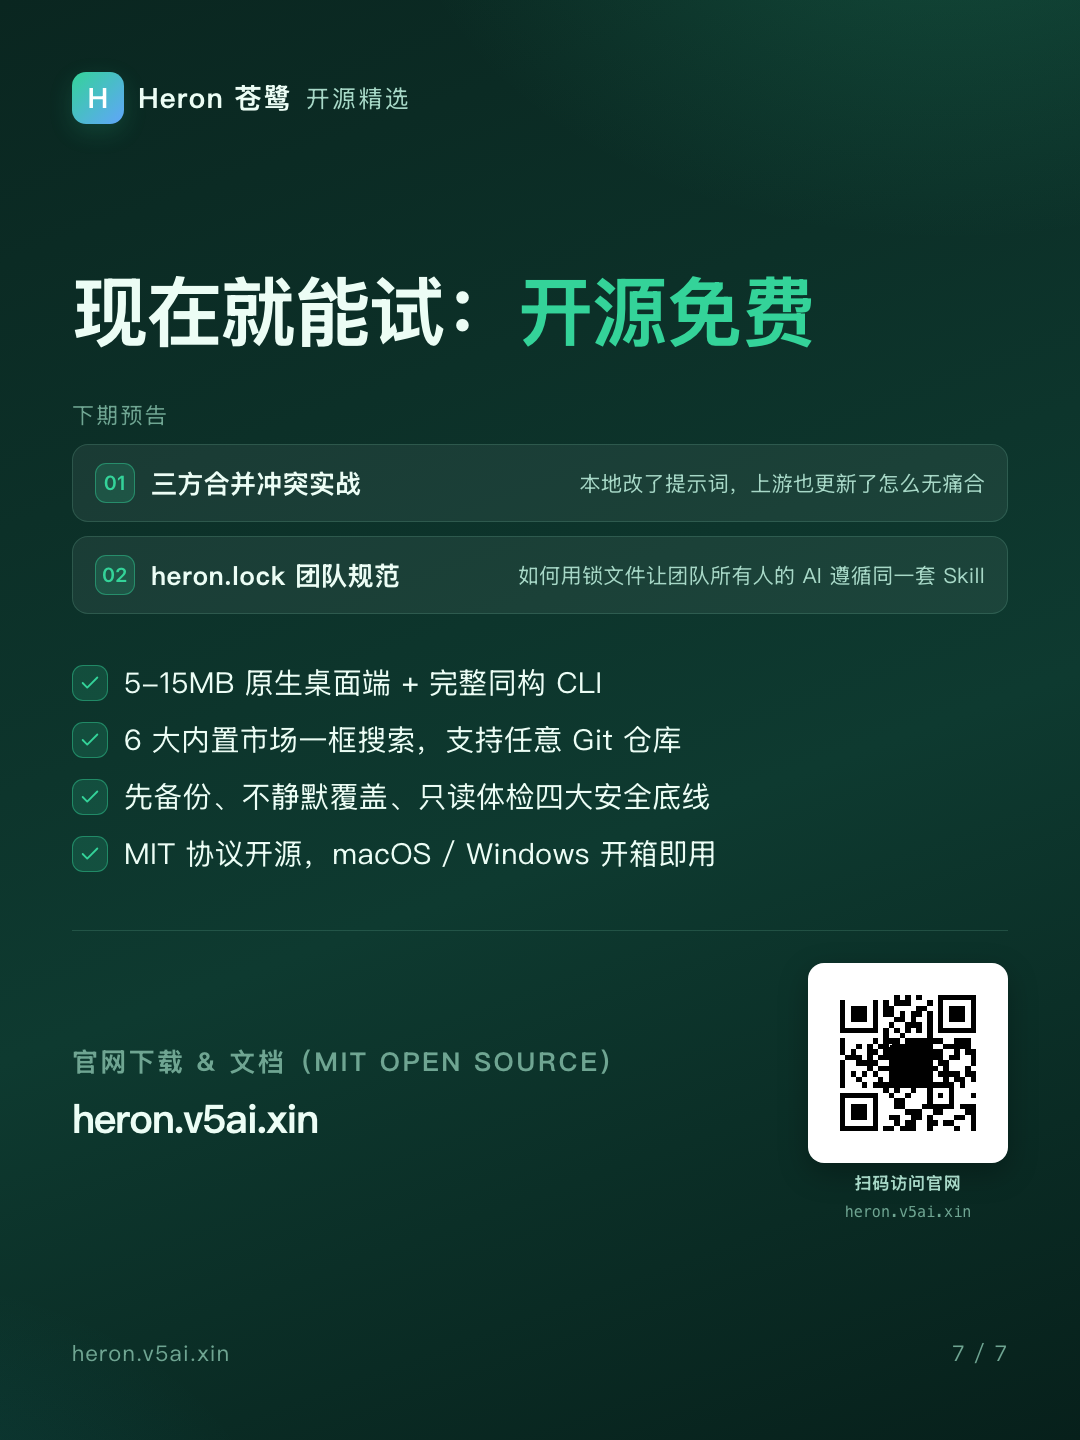 H Heron 苍鹭 开源精选
现在就能试：开源免费
下期预告
01 三方合并冲突实战 本地改了提示词，上游也更新了怎么无痛合
02 heron.lock 团队规范 如何用锁文件让团队所有人的 AI 遵循同一套 Skill
5–15MB 原生桌面端 + 完整同构 CLI
6 大内置市场一框搜索，支持任意 Git 仓库
先备份、不静默覆盖、只读体检四大安全底线
MIT 协议开源，macOS / Windows 开箱即用
官网下载 & 文档（MIT OPEN SOURCE）
heron.v5ai.xin
扫码访问官网
heron.v5ai.xin
heron.v5ai.xin 7 / 7